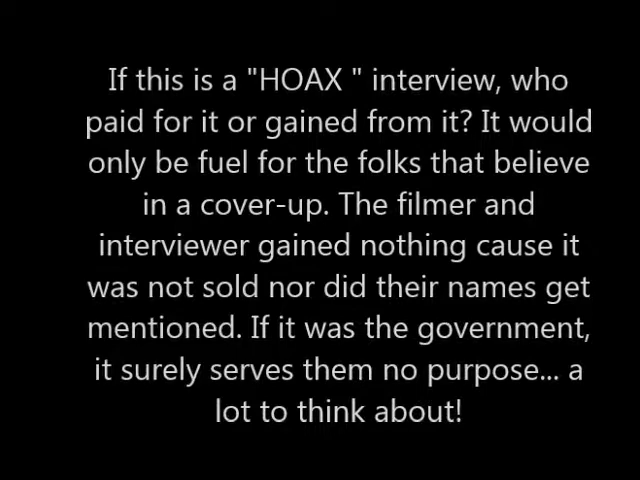 If this is a "HOAX " interview, who
paid for it or gained from it? It would
only be fuel for the folks that believe
in a cover-up. The filmer and
interviewer gained nothing cause it
was not sold nor did their names get
mentioned. If it was the government,
it surely serves them no purpose... a
lot to think about!